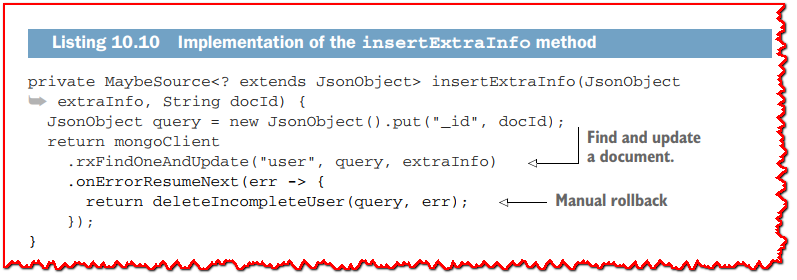 Listing 10.10 Implementation of the insertExtraInfo method
private MaybeSource<? extends JsonObject> insertExtraInfo(JsonObject
➥ extraInfo, String docId) {
JsonObject query = new JsonObject().put("_id", docId);
return mongoClient
.rxFindOneAndUpdate("user", query, extraInfo)
Find and update
a document.
.onErrorResumeNext(err -> {
return deleteIncompleteUser(query, err);
Manual rollback
});
}